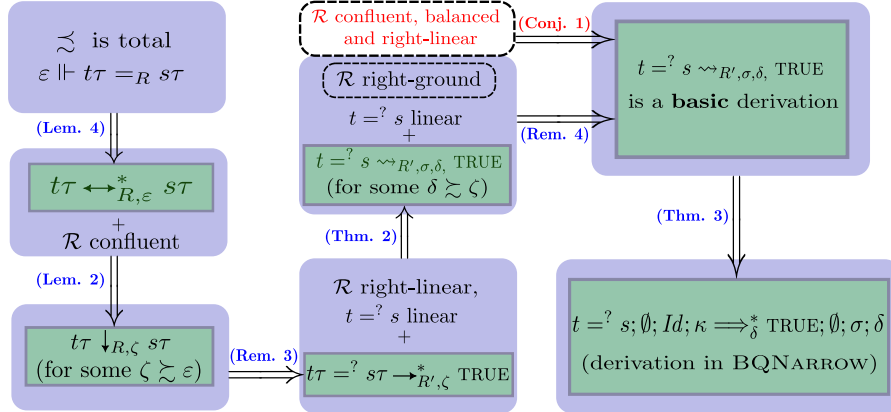 ≾ is total
ε ⊩ tτ =_R sτ
(Lem. 4)
tτ ↔*_{R,ε} sτ
+
ℛ confluent
(Lem. 2)
tτ ↓_{R,ζ} sτ
(for some ζ ≿ ε)
(Rem. 3)
ℛ right-linear,
t =? s linear
+
tτ =? sτ →*_{R′,ζ} TRUE
(Thm. 2)
ℛ right-ground
t =? s linear
+
t =? s ⇝_{R′,σ,δ,} TRUE
(for some δ ≿ ζ)
ℛ confluent, balanced
and right-linear
(Conj. 1)
(Rem. 4)
t =? s ⇝_{R′,σ,δ,} TRUE
is a basic derivation
(Thm. 3)
t =? s; ∅; Id; κ ⟹*_δ TRUE; ∅; σ; δ
(derivation in BQNARROW)